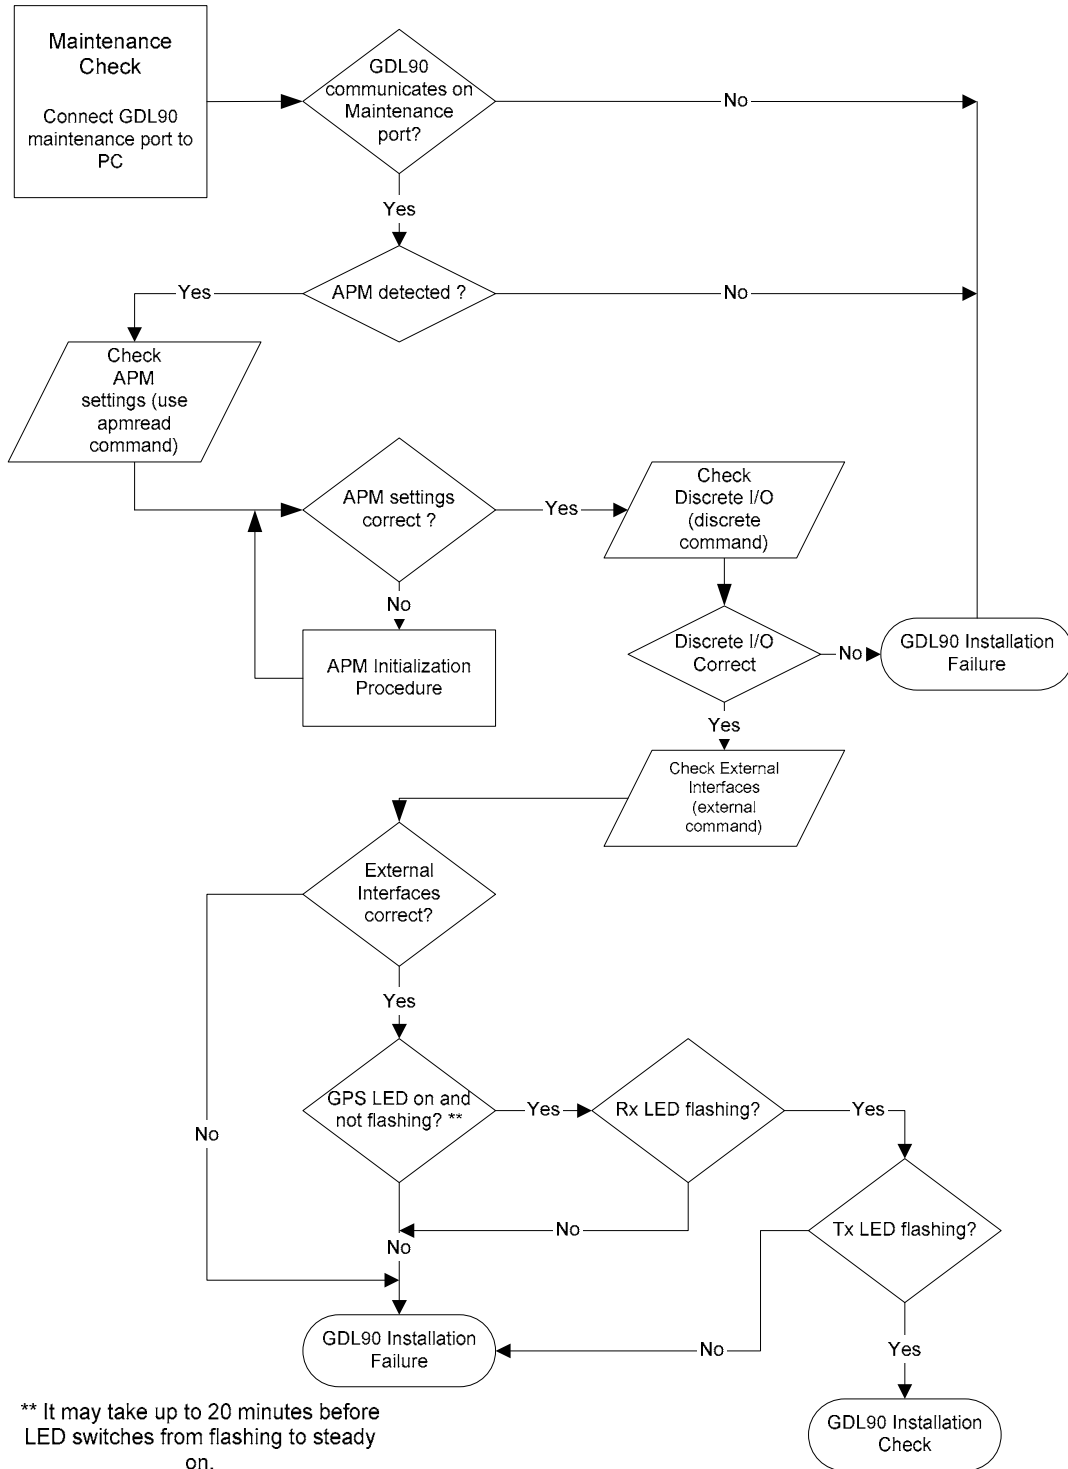 Maintenance
Check
Connect GDL90
maintenance port to
PC
GDL90
communicates on
Maintenance
port?
No
Yes
APM detected ?
Yes
No
Check
APM
settings (use
apmread
command)
APM settings
correct ?
Yes
No
APM Initialization
Procedure
Check
Discrete I/O
(discrete
command)
Discrete I/O
Correct
No
GDL90 Installation
Failure
Yes
Check External
Interfaces
(external
command)
External
Interfaces
correct?
No
Yes
GPS LED on and
not flashing? **
Yes
No
Rx LED flashing?
Yes
No
Tx LED flashing?
No
Yes
GDL90 Installation
Failure
GDL90 Installation
Check
** It may take up to 20 minutes before
LED switches from flashing to steady
on.